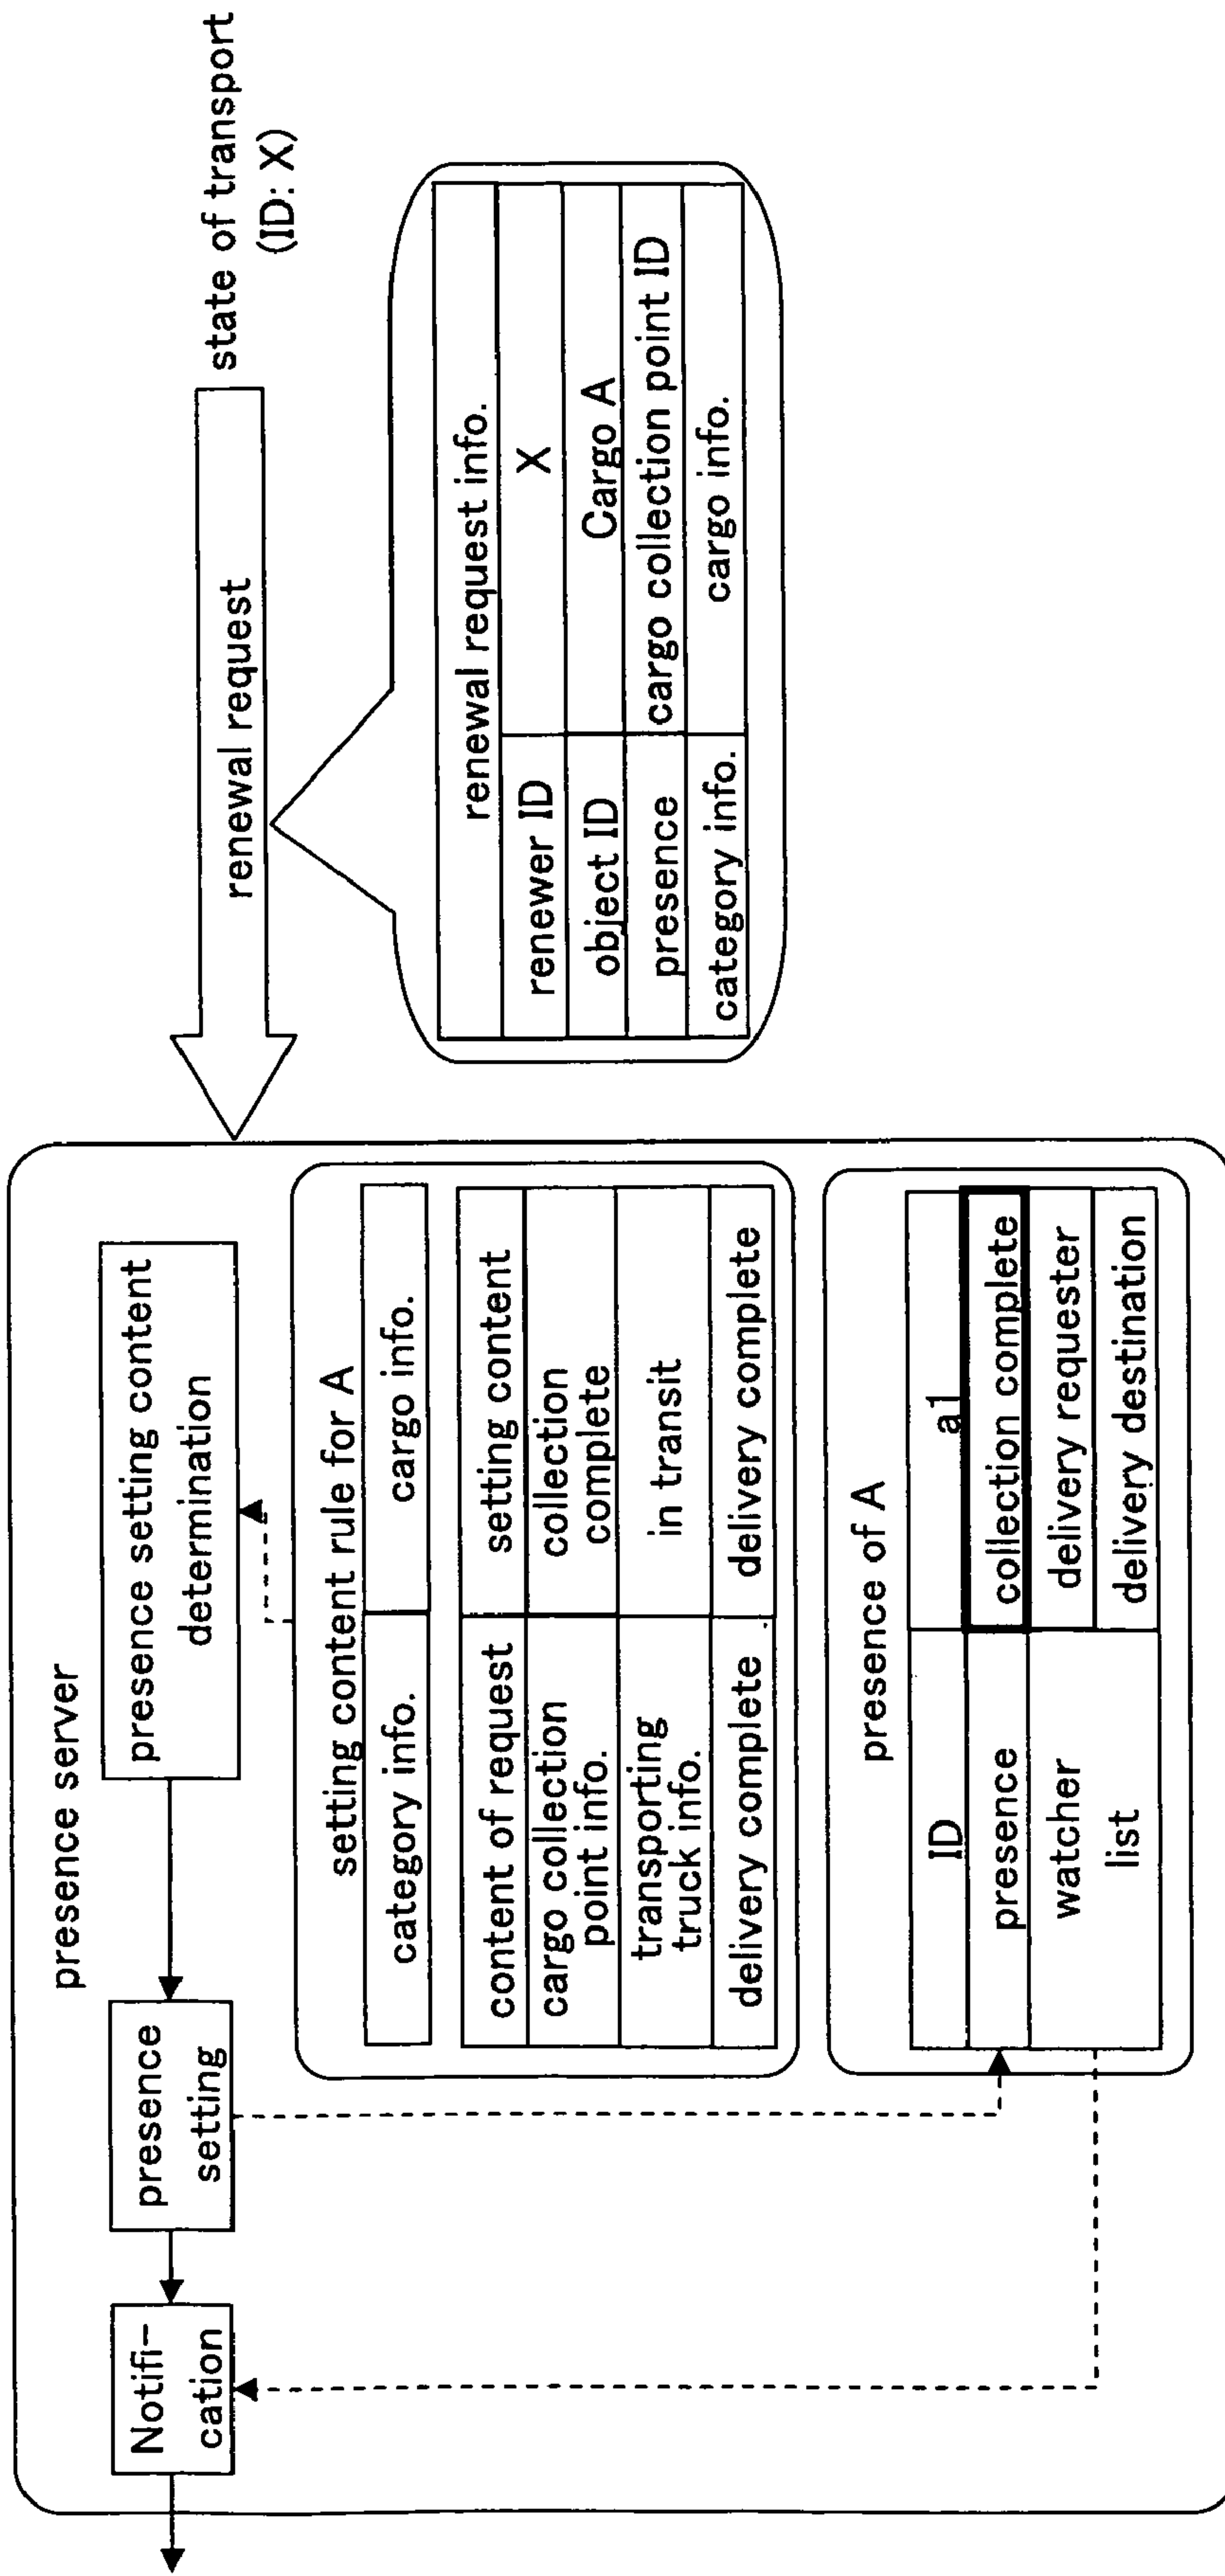 presence server
Notifi-
cation
presence
setting
presence setting content
determination
renewal request
state of transport
(ID: X)
setting content rule for A
category info.
cargo info.
content of request
setting content
cargo collection
point info.
collection
complete
transporting
truck info.
in transit
delivery complete
delivery complete
presence of A
ID
a1
presence
collection complete
watcher
list
delivery requester
delivery destination
renewal request info.
renewer ID
X
object ID
Cargo A
presence
cargo collection point ID
category info.
cargo info.